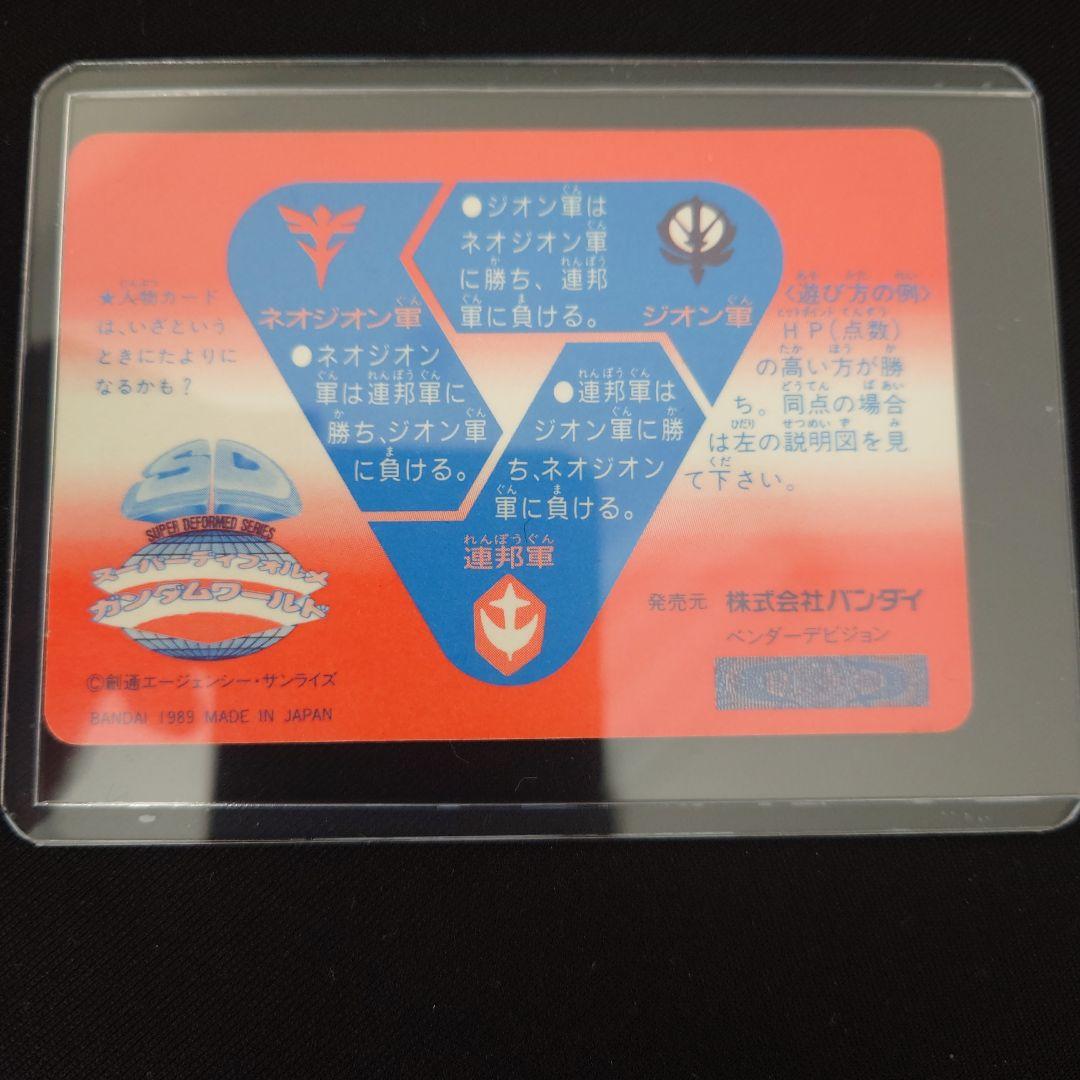 ●ジオン軍は
ネオジオン軍
に勝ち、連邦
軍に負ける。
ネオジオン軍
●ネオジオン
軍は連邦軍に
勝ち、ジオン軍
に負ける。
ジオン軍
●連邦軍は
ジオン軍に勝
ち、ネオジオン
軍に負ける。
連邦軍
れんぽうぐん
★人物カード
は、いざという
ときにたよりに
なるかも？
<遊び方の例>
HP(点数)
の高い方が勝
ち。同点の場合
は左の説明図を見
て下さい。
SD
SUPER DEFORMED SERIES
スーパーディフォルメ
ガンダムワールド
©創通エージェンシー・サンライズ
BANDAI 1989 MADE IN JAPAN
発売元 株式会社バンダイ
ベンダーデビジョン